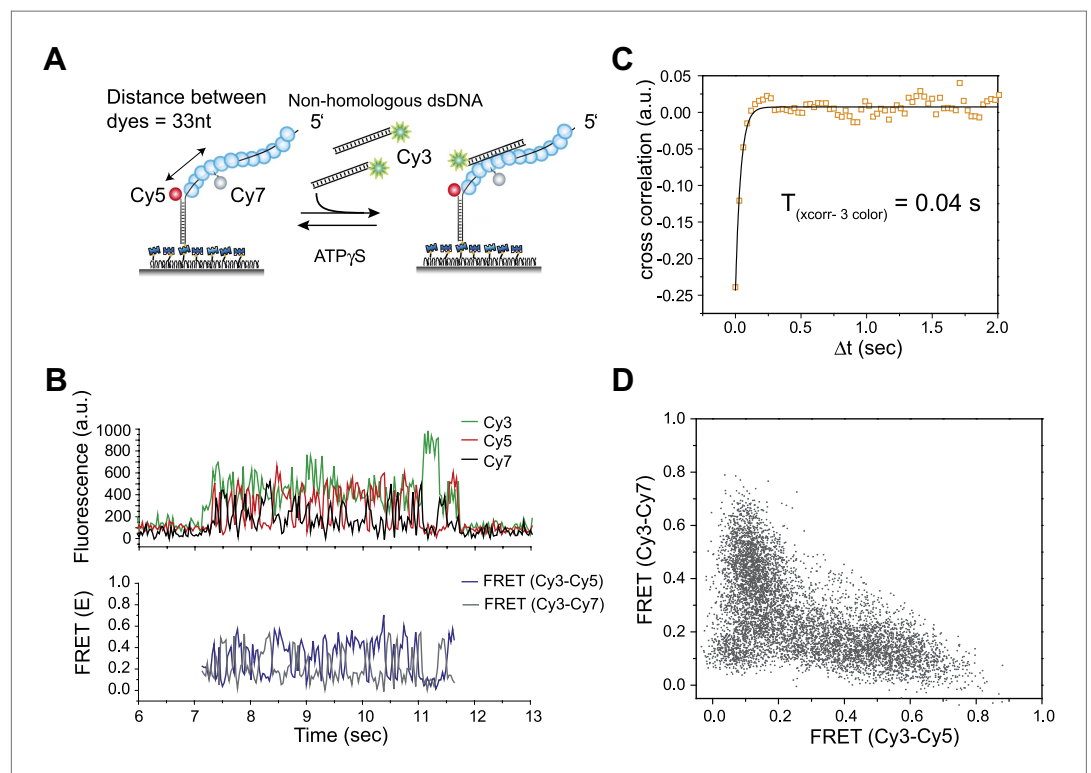 A
Distance between
dyes = 33nt
Non-homologous dsDNA
5‘
5‘
Cy5
Cy7
Cy3
ATPγS
B
Fluorescence (a.u.)
1000
800
600
400
200
0
Cy3
Cy5
Cy7
FRET (E)
1.0
0.8
0.6
0.4
0.2
0.0
FRET (Cy3-Cy5)
FRET (Cy3-Cy7)
6 7 8 9 10 11 12 13
Time (sec)
C
cross correlation (a.u.)
0.05
0.00
-0.05
-0.10
-0.15
-0.20
-0.25
T(xcorr- 3 color) = 0.04 s
0.0 0.5 1.0 1.5 2.0
Δt (sec)
D
FRET (Cy3-Cy7)
1.0
0.8
0.6
0.4
0.2
0.0
0.0 0.2 0.4 0.6 0.8 1.0
FRET (Cy3-Cy5)